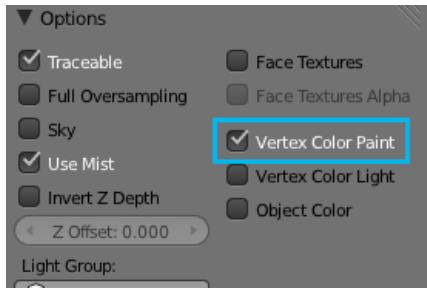 Options
Traceable
Full Oversampling
Sky
Use Mist
Invert Z Depth
Z Offset: 0.000
Light Group:
Face Textures
Face Textures Alpha
Vertex Color Paint
Vertex Color Light
Object Color